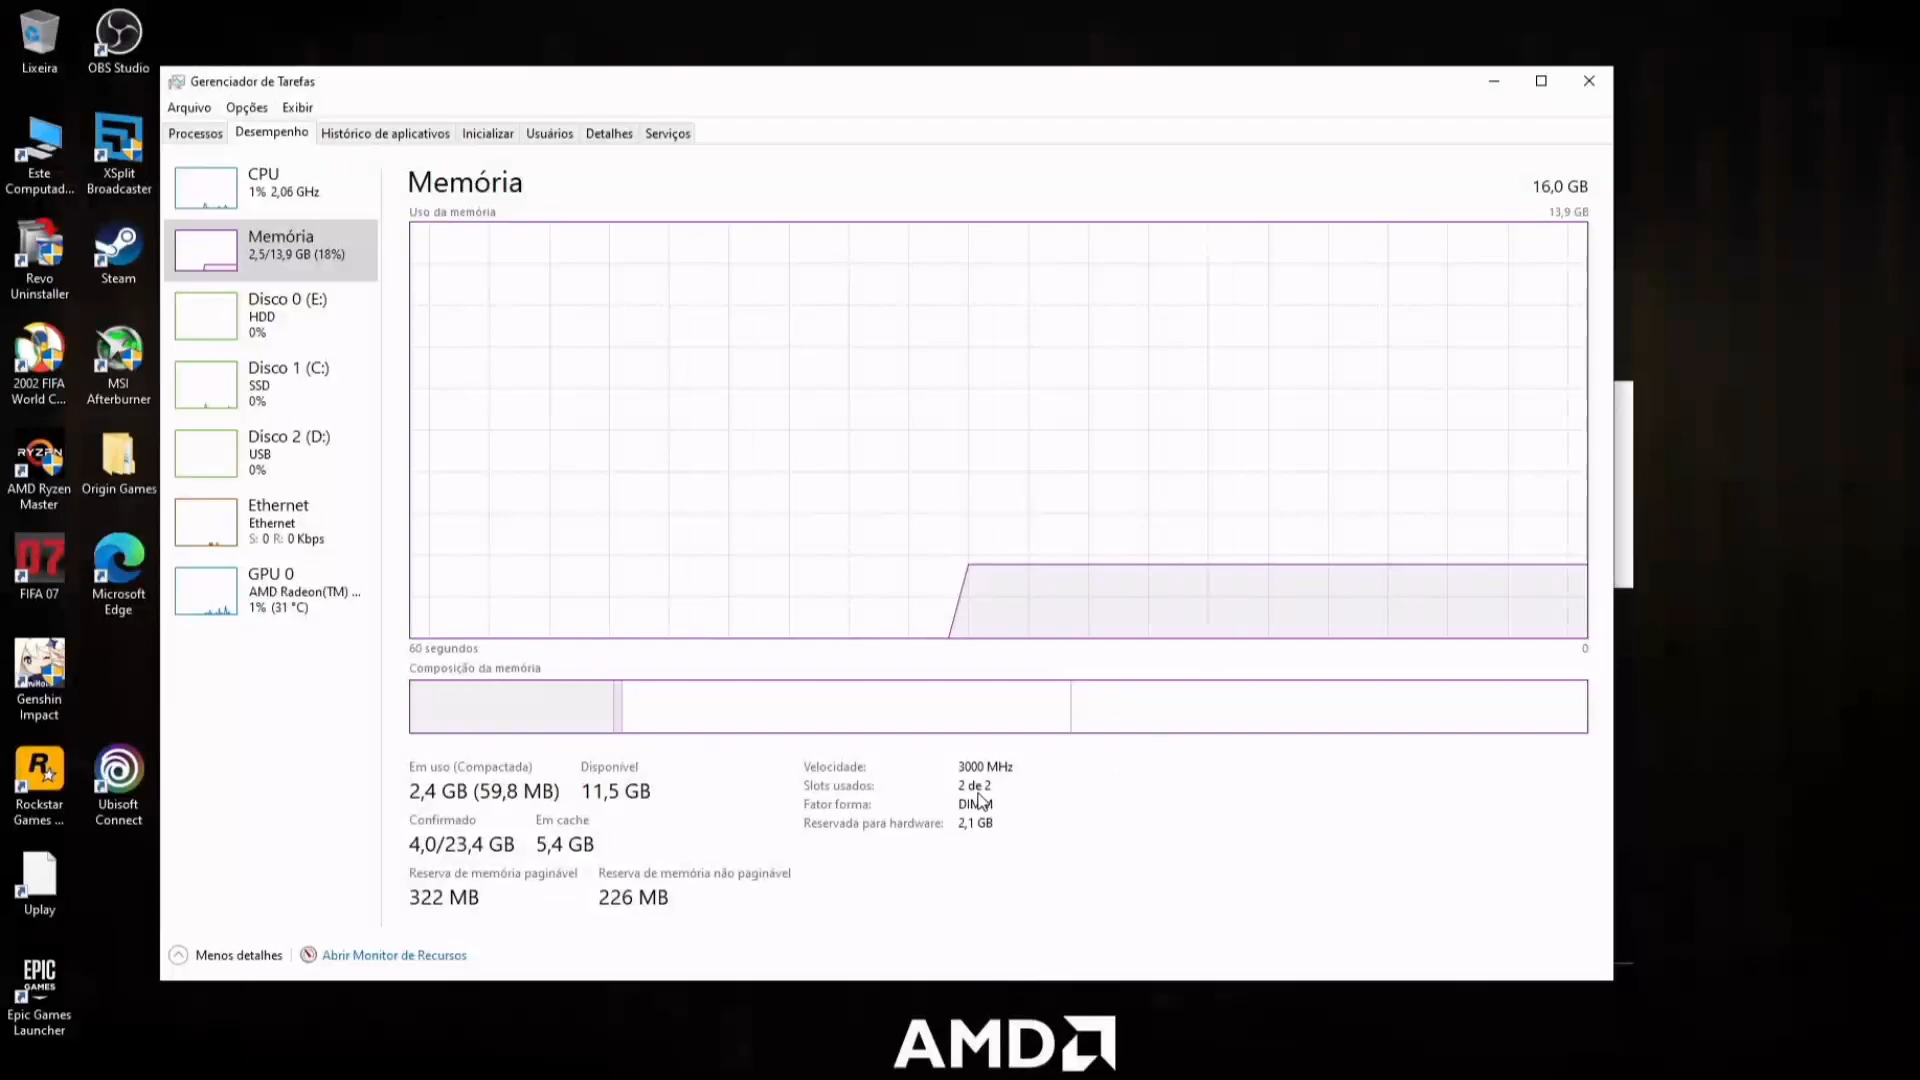 Lixeira
OBS Studio
Este
Computad...
XSplit
Broadcaster
Revo
Uninstaller
Steam
2002 FIFA
World C...
MSI
Afterburner
RYZEN
AMD Ryzen
Master
Origin Games
07
FIFA 07
Microsoft
Edge
Genshin
Impact
R
Rockstar
Games ...
Ubisoft
Connect
Uplay
EPIC
GAMES
Epic Games
Launcher
Gerenciador de Tarefas
Arquivo Opções Exibir
Processos Desempenho Histórico de aplicativos Inicializar Usuários Detalhes Serviços
CPU
1% 2,06 GHz
Memória
2,5/13,9 GB (18%)
Disco 0 (E:)
HDD
0%
Disco 1 (C:)
SSD
0%
Disco 2 (D:)
USB
0%
Ethernet
Ethernet
S: 0 R: 0 Kbps
GPU 0
AMD Radeon(TM) ...
1% (31 °C)
Memória
16,0 GB
Uso da memória
13,9 GB
60 segundos
0
Composição da memória
Em uso (Compactada) Disponível
2,4 GB (59,8 MB) 11,5 GB
Confirmado Em cache
4,0/23,4 GB 5,4 GB
Reserva de memória paginável Reserva de memória não paginável
322 MB 226 MB
Velocidade: 3000 MHz
Slots usados: 2 de 2
Fator forma: DIMM
Reservada para hardware: 2,1 GB
Menos detalhes Abrir Monitor de Recursos
AMD